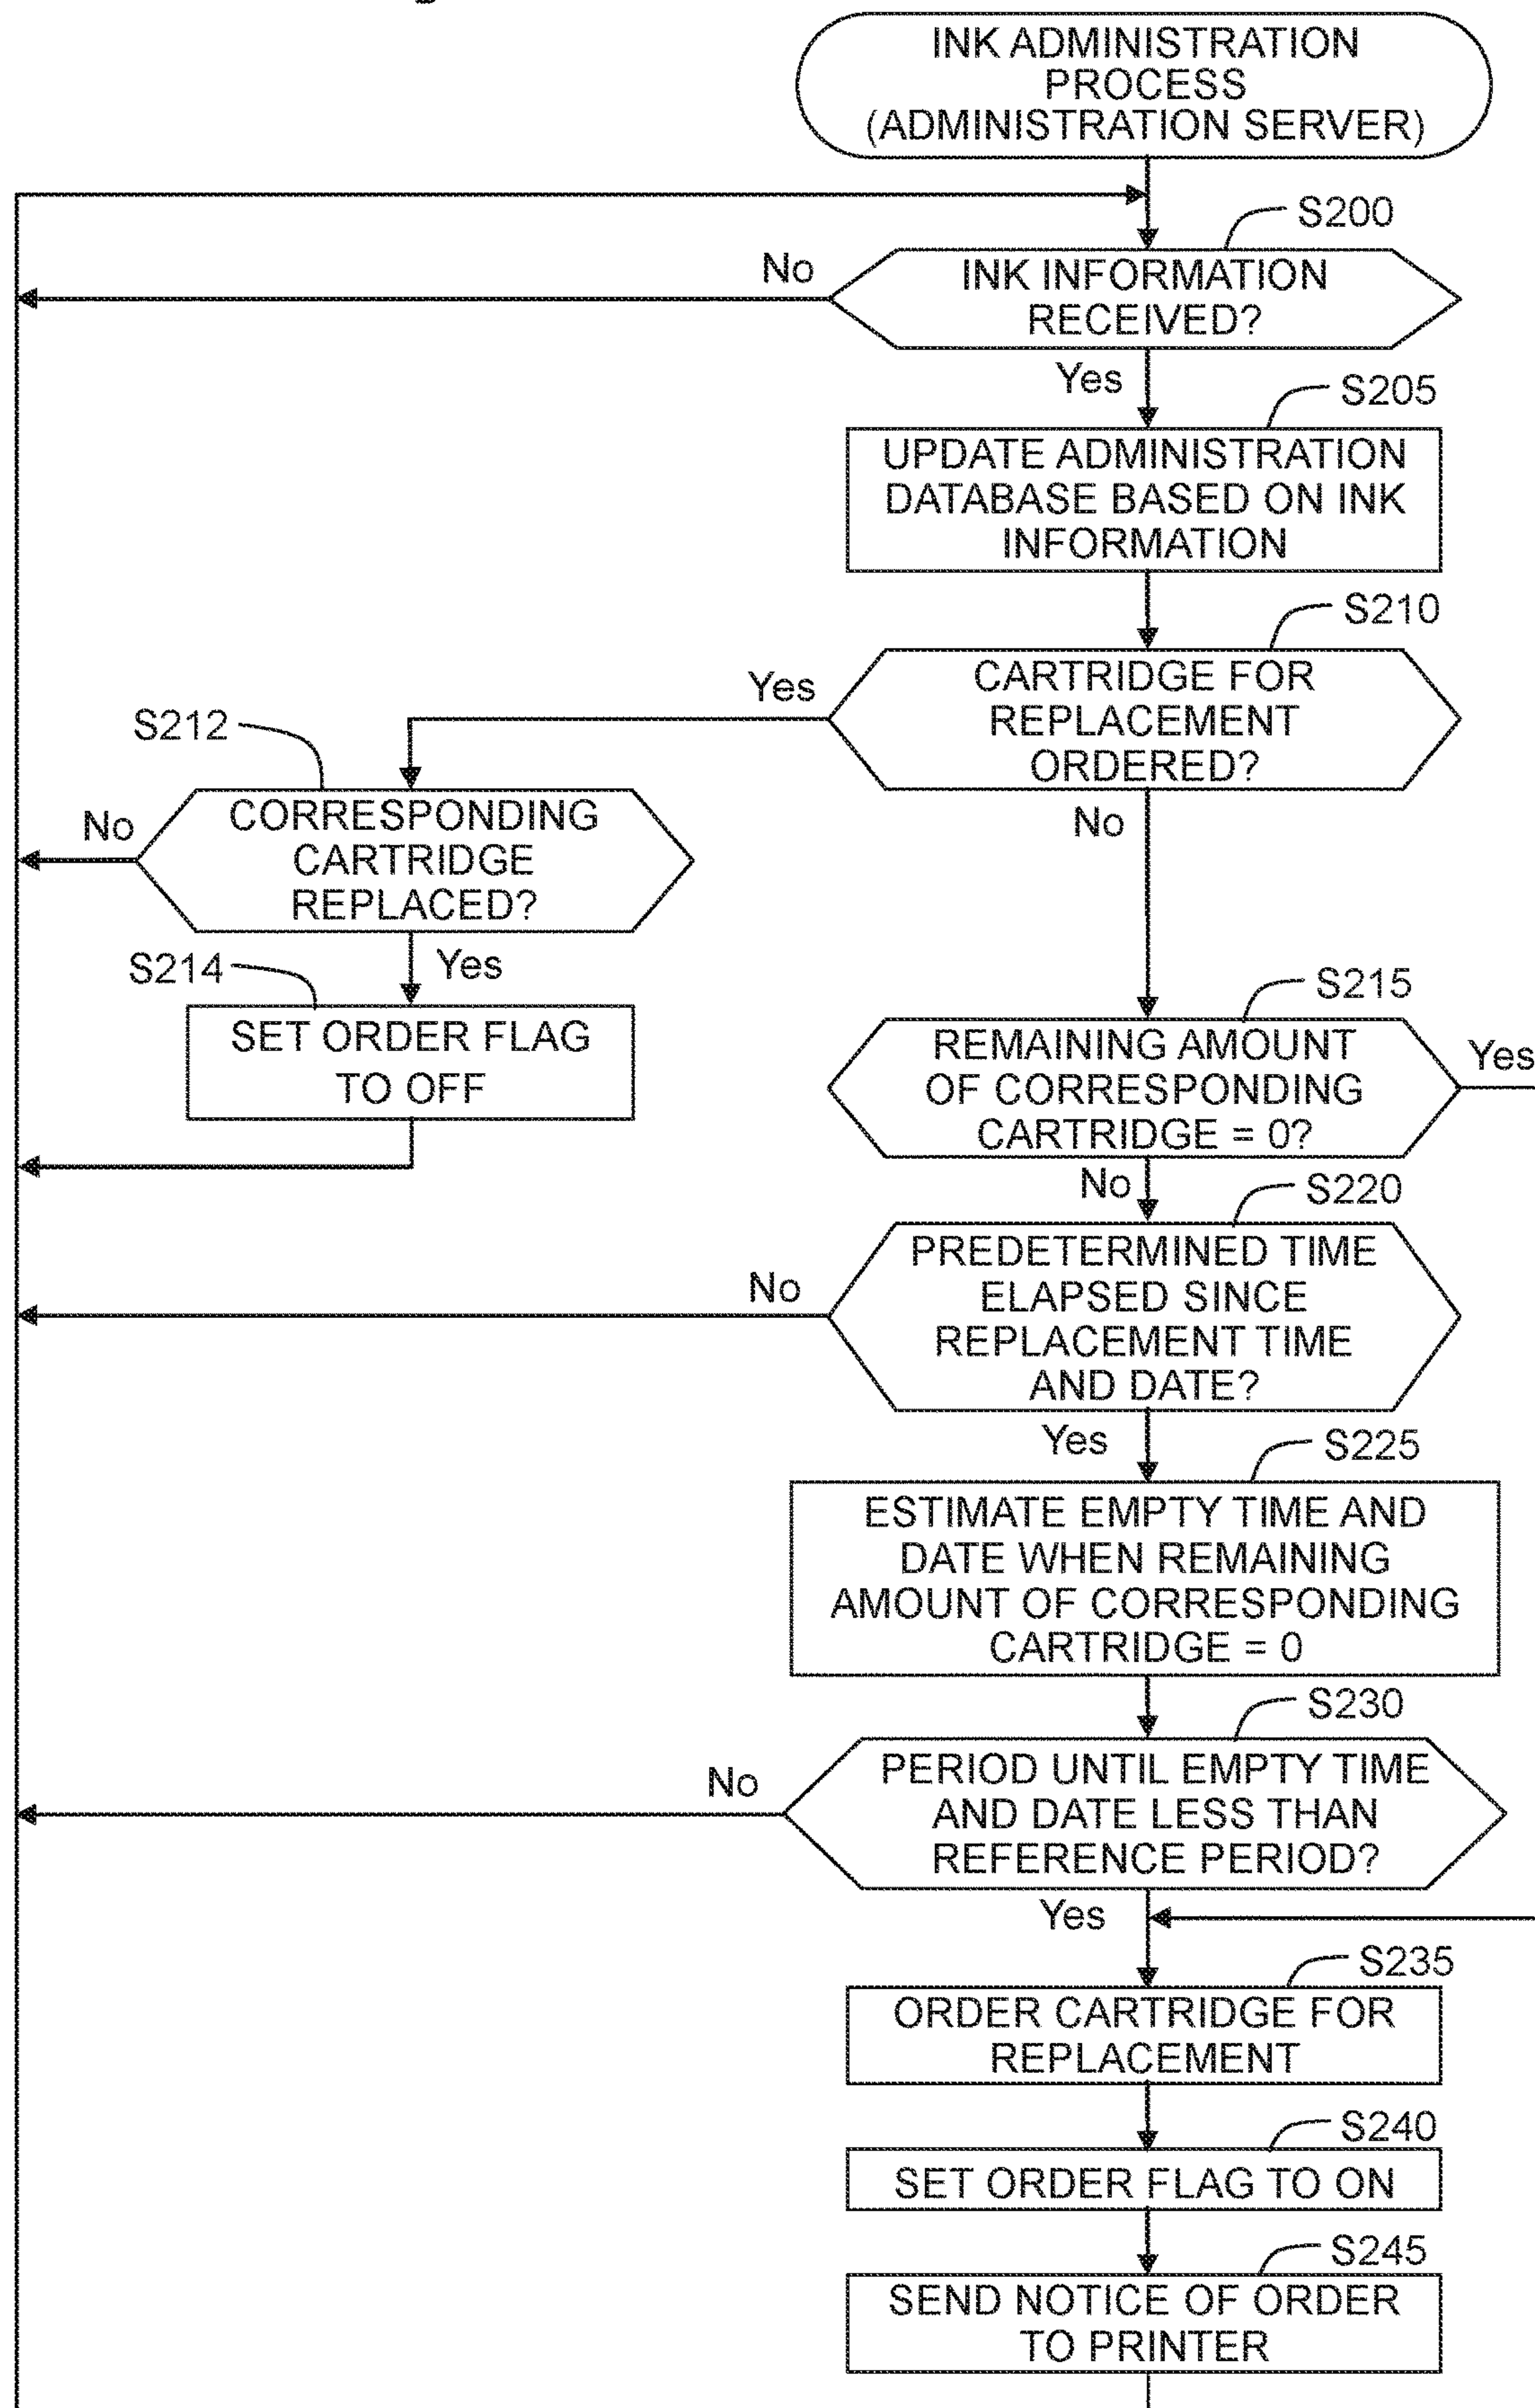 INK ADMINISTRATION
PROCESS
(ADMINISTRATION SERVER)
S200
No
INK INFORMATION
RECEIVED?
Yes
S205
UPDATE ADMINISTRATION
DATABASE BASED ON INK
INFORMATION
S210
Yes
CARTRIDGE FOR
REPLACEMENT
ORDERED?
No
S212
No
CORRESPONDING
CARTRIDGE
REPLACED?
Yes
S214
SET ORDER FLAG
TO OFF
S215
REMAINING AMOUNT
OF CORRESPONDING
CARTRIDGE = 0?
Yes
No
S220
No
PREDETERMINED TIME
ELAPSED SINCE
REPLACEMENT TIME
AND DATE?
Yes
S225
ESTIMATE EMPTY TIME AND
DATE WHEN REMAINING
AMOUNT OF CORRESPONDING
CARTRIDGE = 0
S230
No
PERIOD UNTIL EMPTY TIME
AND DATE LESS THAN
REFERENCE PERIOD?
Yes
S235
ORDER CARTRIDGE FOR
REPLACEMENT
S240
SET ORDER FLAG TO ON
S245
SEND NOTICE OF ORDER
TO PRINTER